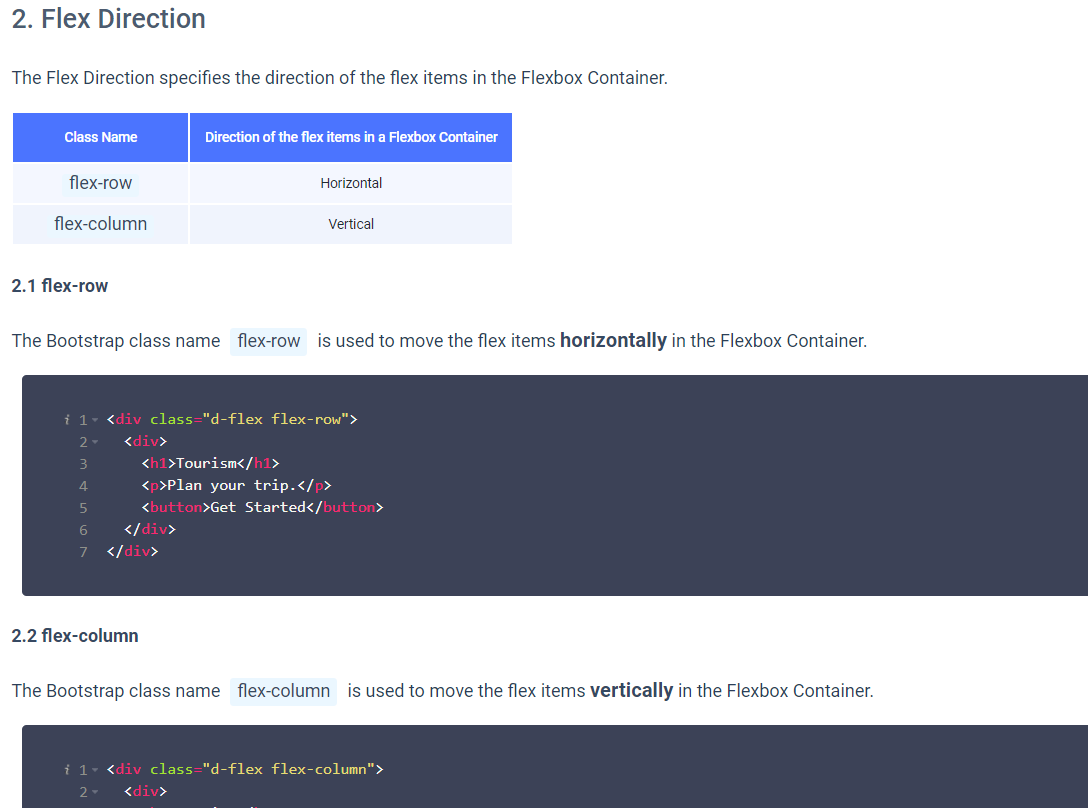 2. Flex Direction
The Flex Direction specifies the direction of the flex items in the Flexbox Container.
Class Name Direction of the flex items in a Flexbox Container
flex-row Horizontal
flex-column Vertical
2.1 flex-row
The Bootstrap class name flex-row is used to move the flex items horizontally in the Flexbox Container.
i 1 <div class="d-flex flex-row">
2 <div>
3 <h1>Tourism</h1>
4 <p>Plan your trip.</p>
5 <button>Get Started</button>
6 </div>
7 </div>
2.2 flex-column
The Bootstrap class name flex-column is used to move the flex items vertically in the Flexbox Container.
i 1 <div class="d-flex flex-column">
2 <div>